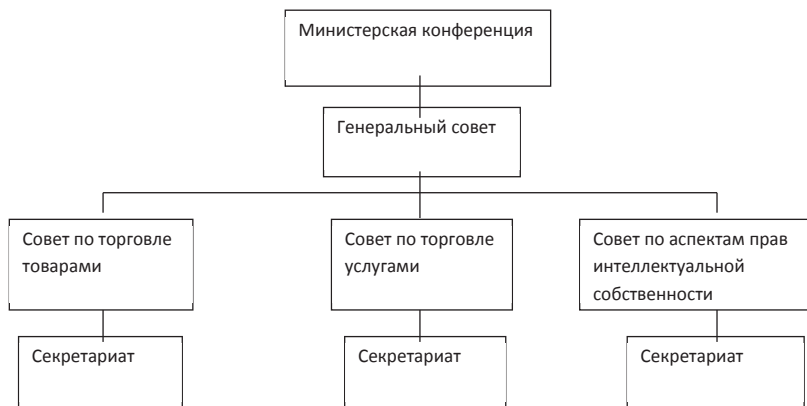 Министерская конференция
Генеральный совет
Совет по торговле
товарами
Совет по торговле
услугами
Совет по аспектам прав
интеллектуальной
собственности
Секретариат
Секретариат
Секретариат